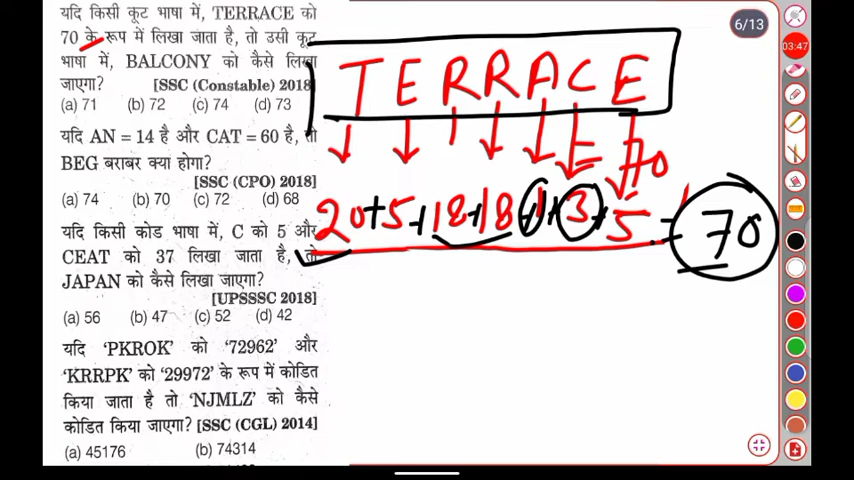 यदि किसी कूट भाषा में, TERRACE को
70 के रूप में लिखा जाता है, तो उसी कूट
भाषा में, BALCONY को कैसे लिखा
जाएगा? [SSC (Constable) 2018]
(a) 71 (b) 72 (c) 74 (d) 73
यदि AN = 14 है और CAT = 60 है, तो
BEG बराबर क्या होगा?
[SSC (CPO) 2018]
(a) 74 (b) 70 (c) 72 (d) 68
यदि किसी कोड भाषा में, C को 5 और
CEAT को 37 लिखा जाता है, तो
JAPAN को कैसे लिखा जाएगा?
[UPSSSC 2018]
(a) 56 (b) 47 (c) 52 (d) 42
यदि 'PKROK' को '72962' और
'KRRPK' को '29972' के रूप में कोडित
किया जाता है तो 'NJMLZ' को कैसे
कोडित किया जाएगा? [SSC (CGL) 2014]
(a) 45176 (b) 74314
6/13
03:47
TERRACE
70
20+5+18+18+1+3+5 = 70